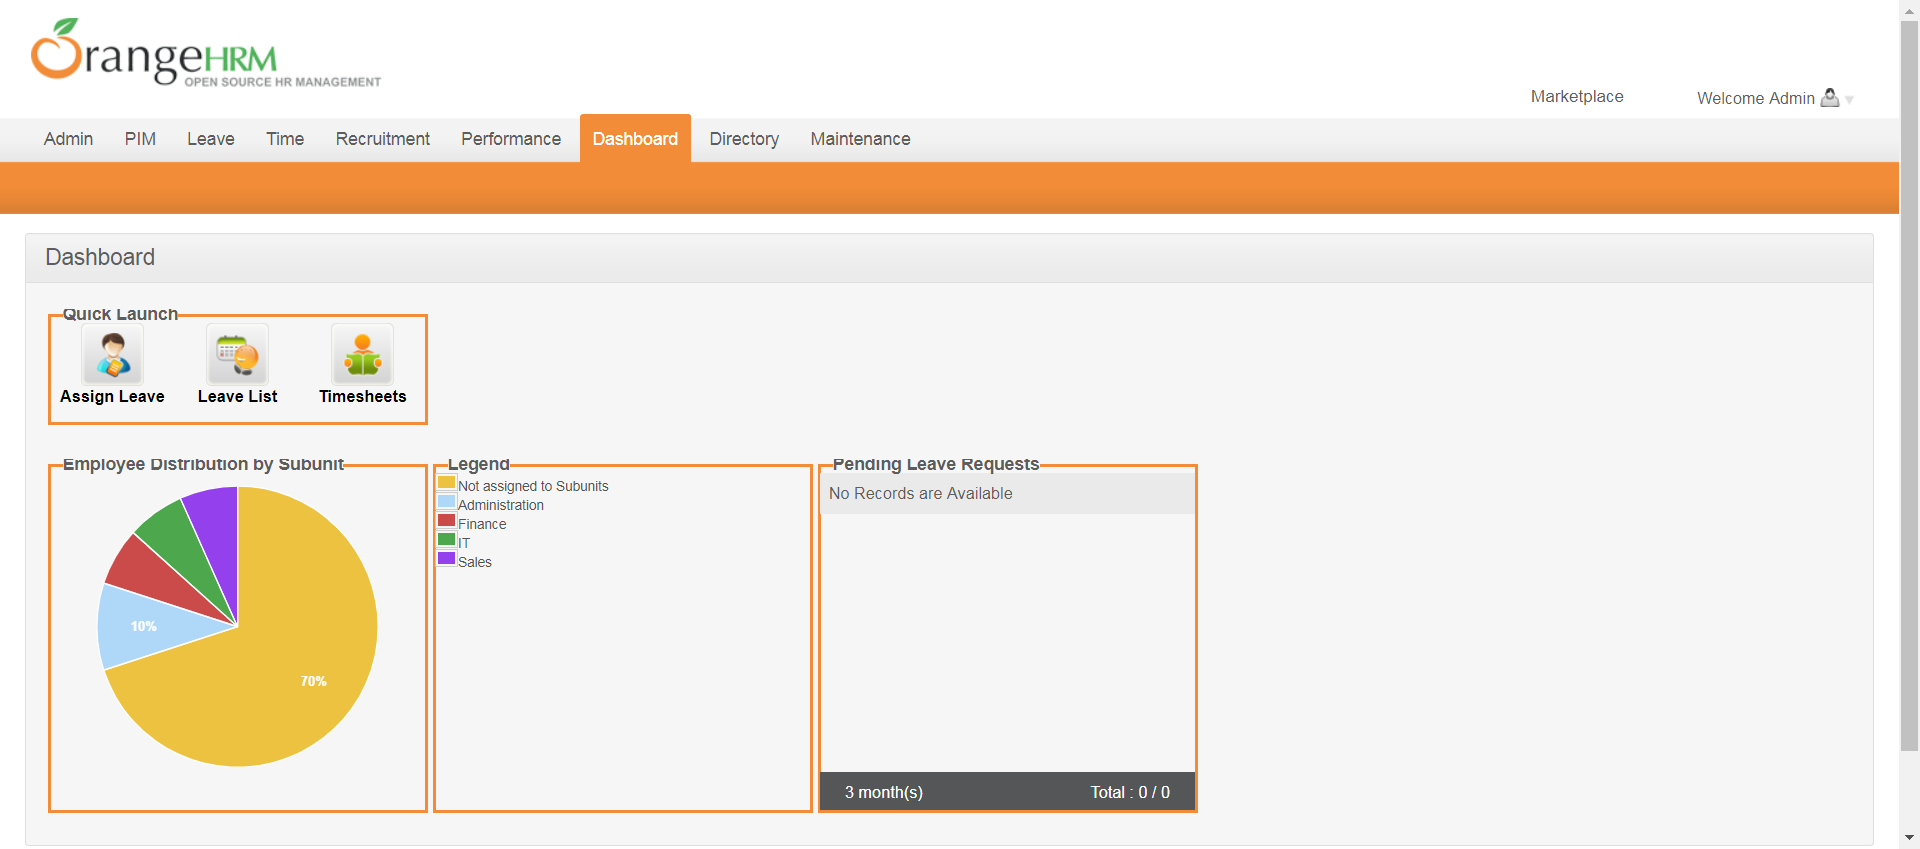 OrangeHRM
OPEN SOURCE HR MANAGEMENT
Marketplace
Welcome Admin
Admin PIM Leave Time Recruitment Performance Dashboard Directory Maintenance
Dashboard
Quick Launch
Assign Leave Leave List Timesheets
Employee Distribution by Subunit
10%
70%
Legend
Not assigned to Subunits
Administration
Finance
IT
Sales
Pending Leave Requests
No Records are Available
3 month(s) Total : 0 / 0